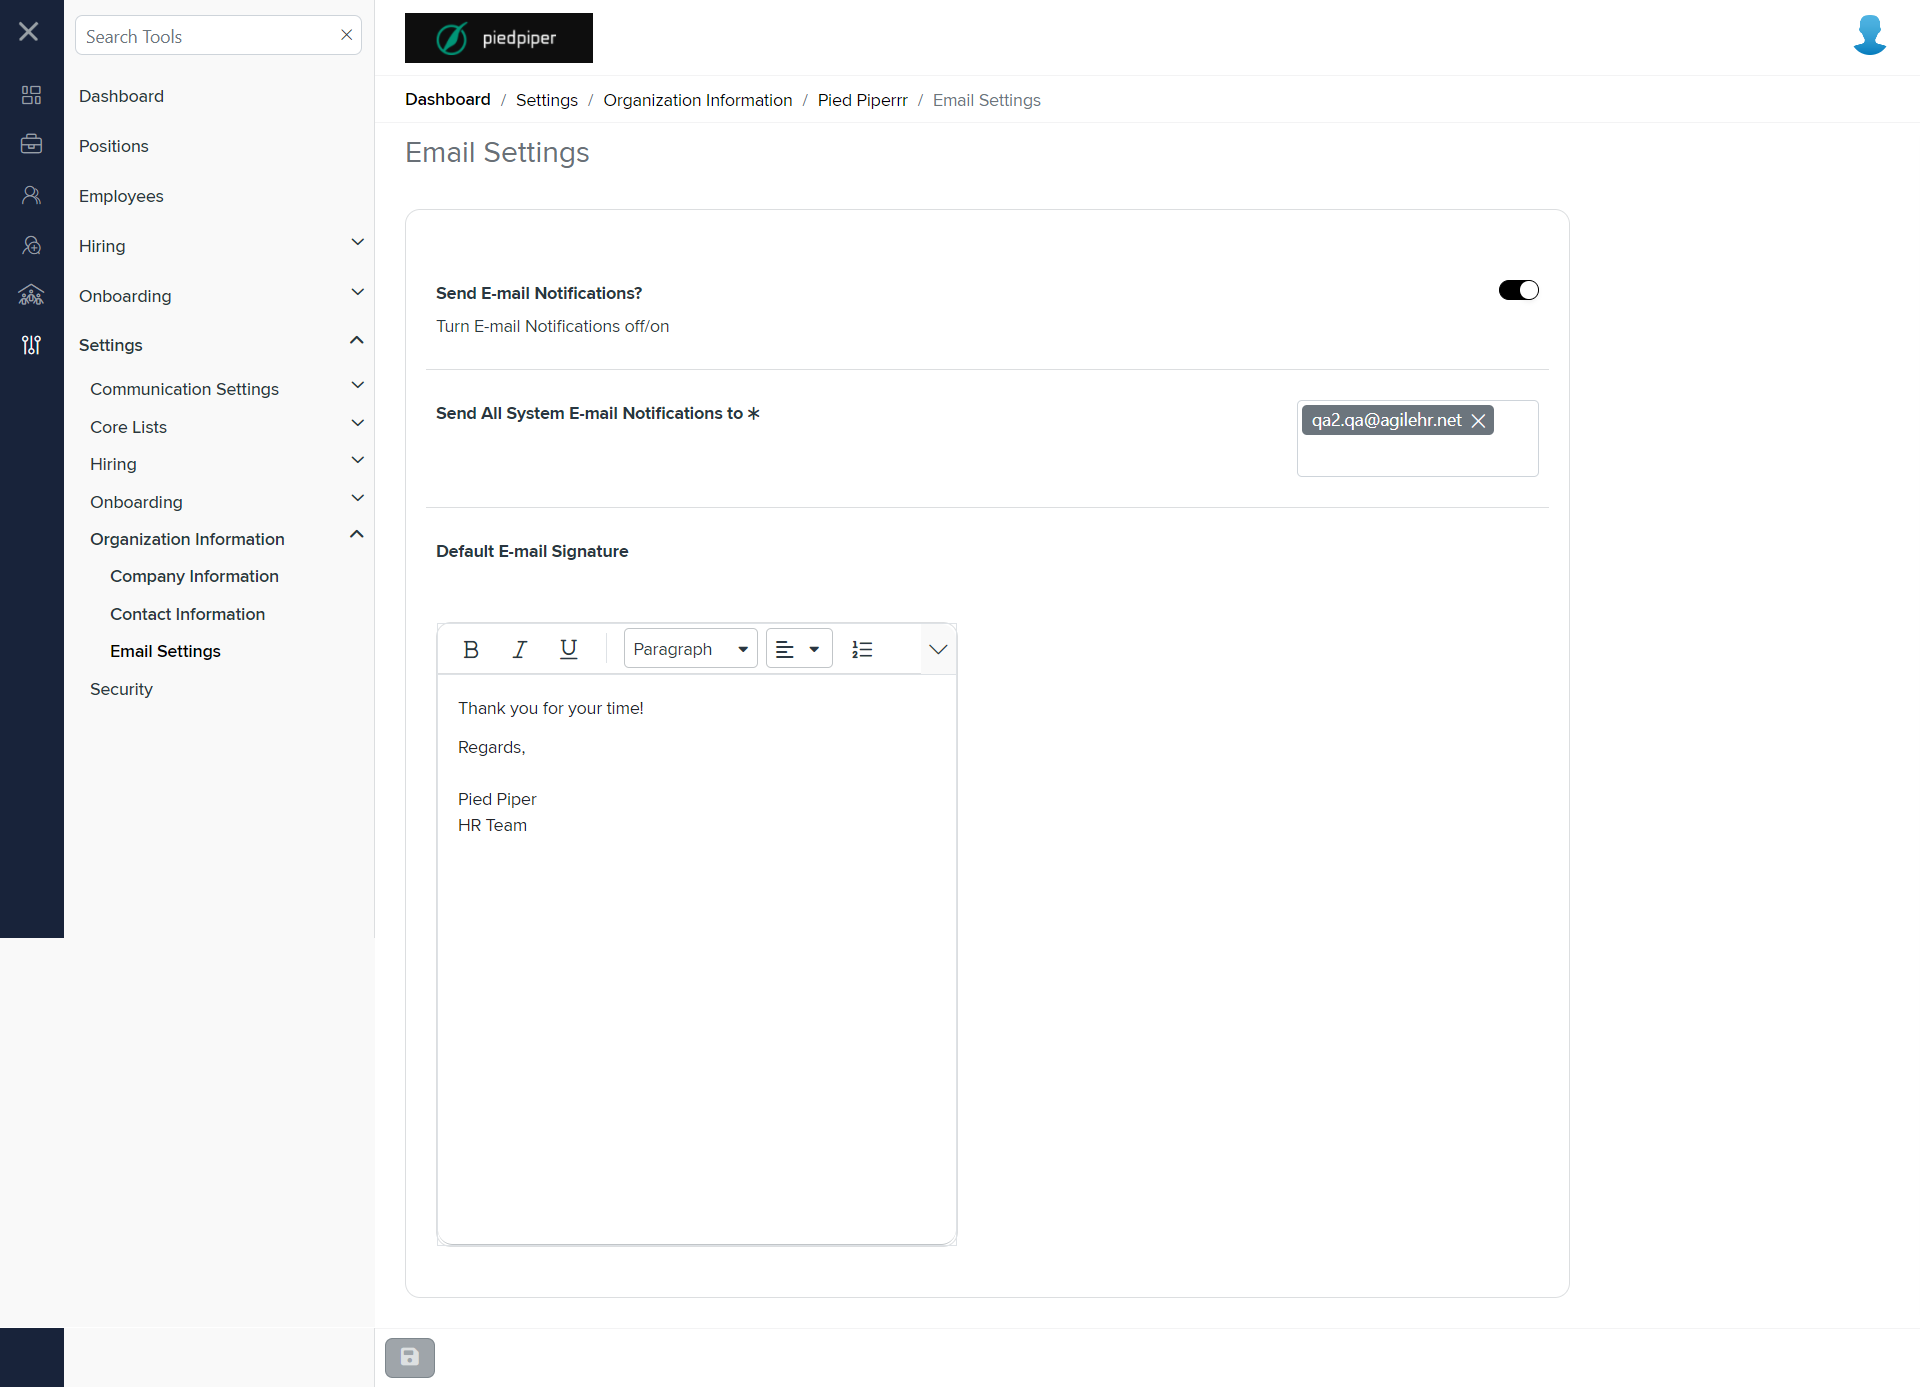 Search Tools
Dashboard
Positions
Employees
Hiring
Onboarding
Settings
Communication Settings
Core Lists
Hiring
Onboarding
Organization Information
Company Information
Contact Information
Email Settings
Security
piedpiper
Dashboard / Settings / Organization Information / Pied Piperrr / Email Settings
Email Settings
Send E-mail Notifications?
Turn E-mail Notifications off/on
Send All System E-mail Notifications to *
qa2.qa@agilehr.net
Default E-mail Signature
B I U Paragraph
Thank you for your time!
Regards,
Pied Piper
HR Team